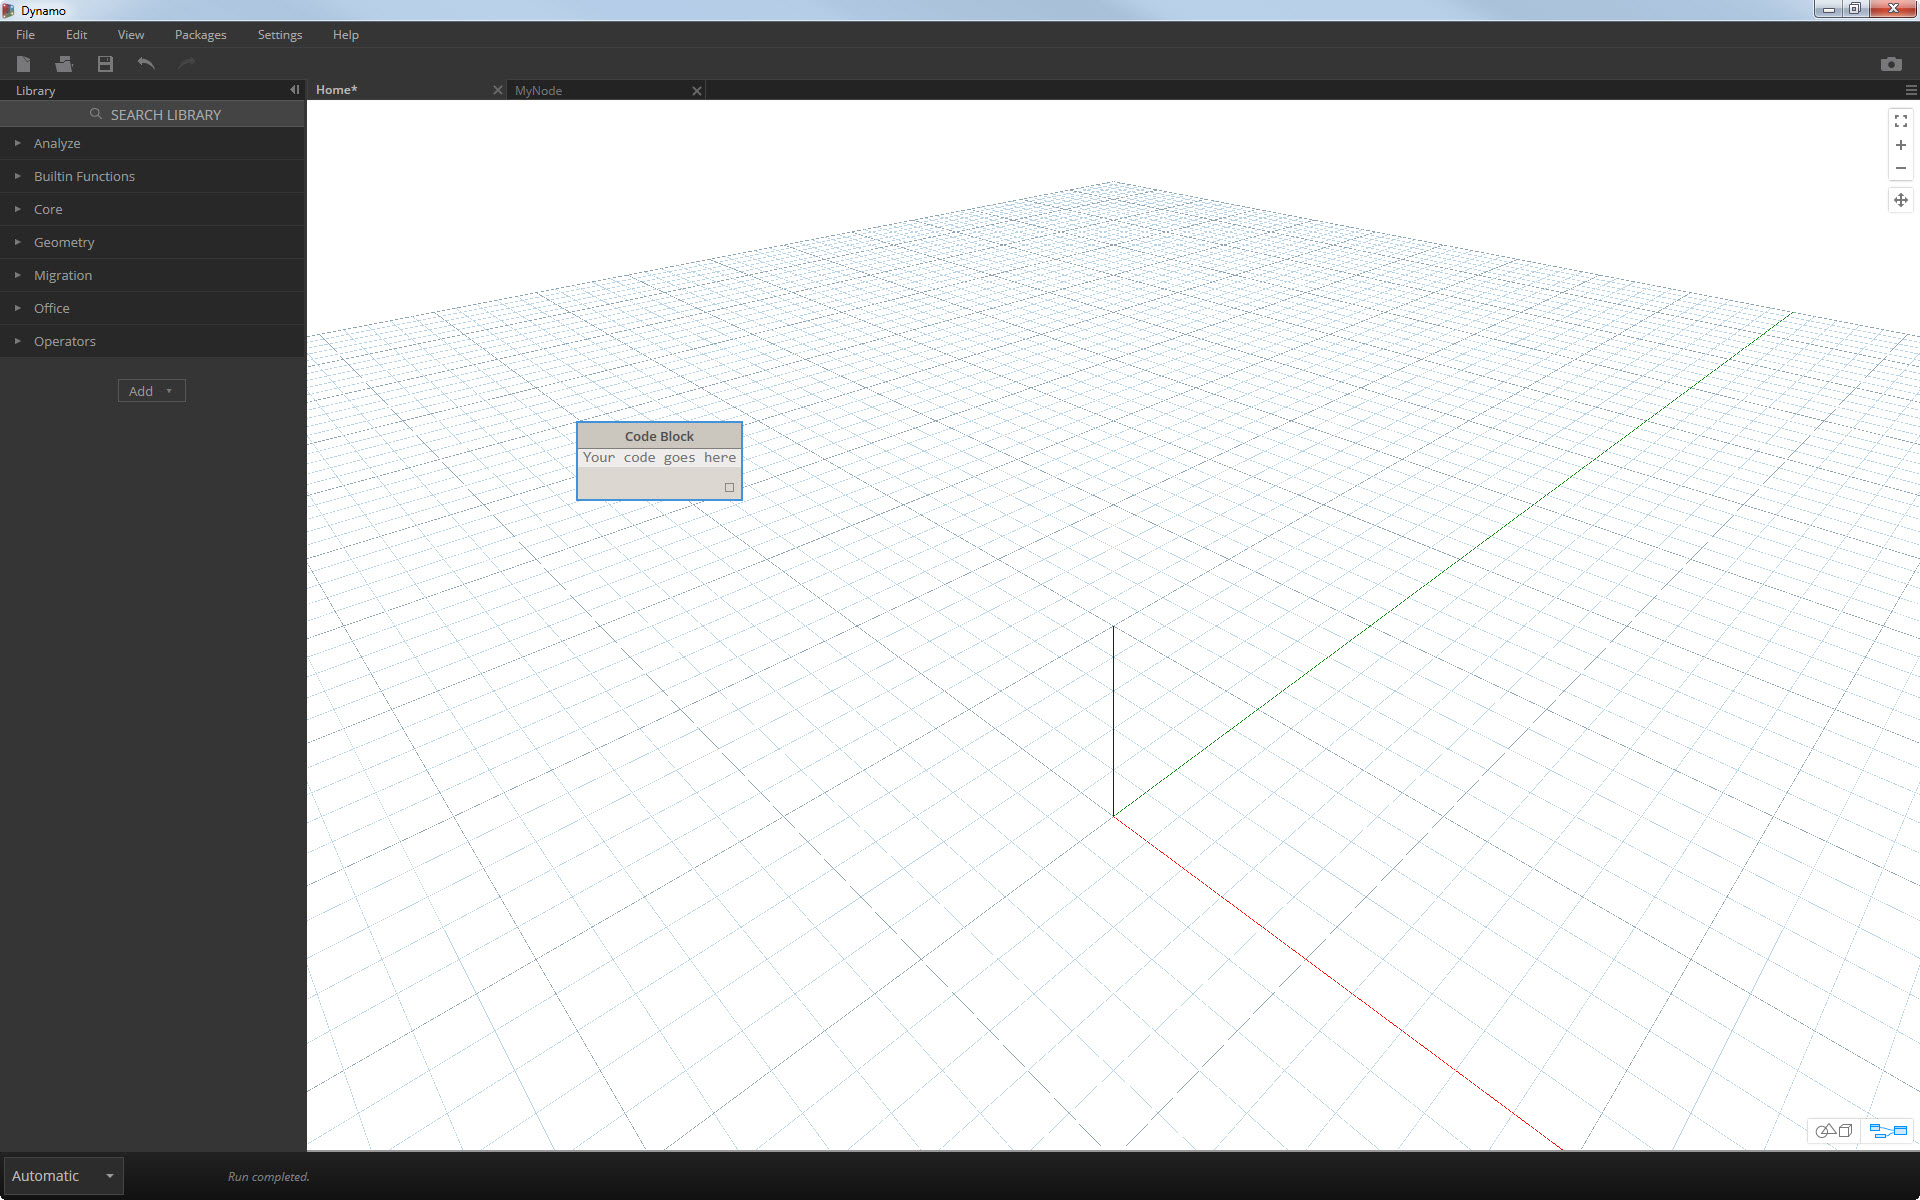 Dynamo
File Edit View Packages Settings Help
Library
Home*
MyNode
SEARCH LIBRARY
Analyze
Builtin Functions
Core
Geometry
Migration
Office
Operators
Add
Code Block
Your code goes here
Automatic
Run completed.